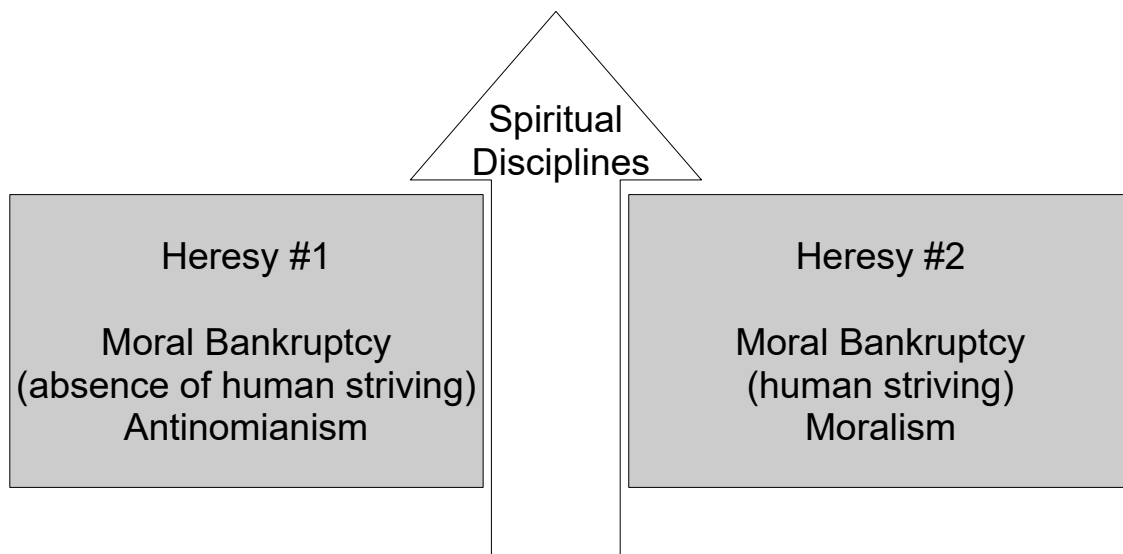 Spiritual
Disciplines
Heresy #1
Moral Bankruptcy
(absence of human striving)
Antinomianism
Heresy #2
Moral Bankruptcy
(human striving)
Moralism